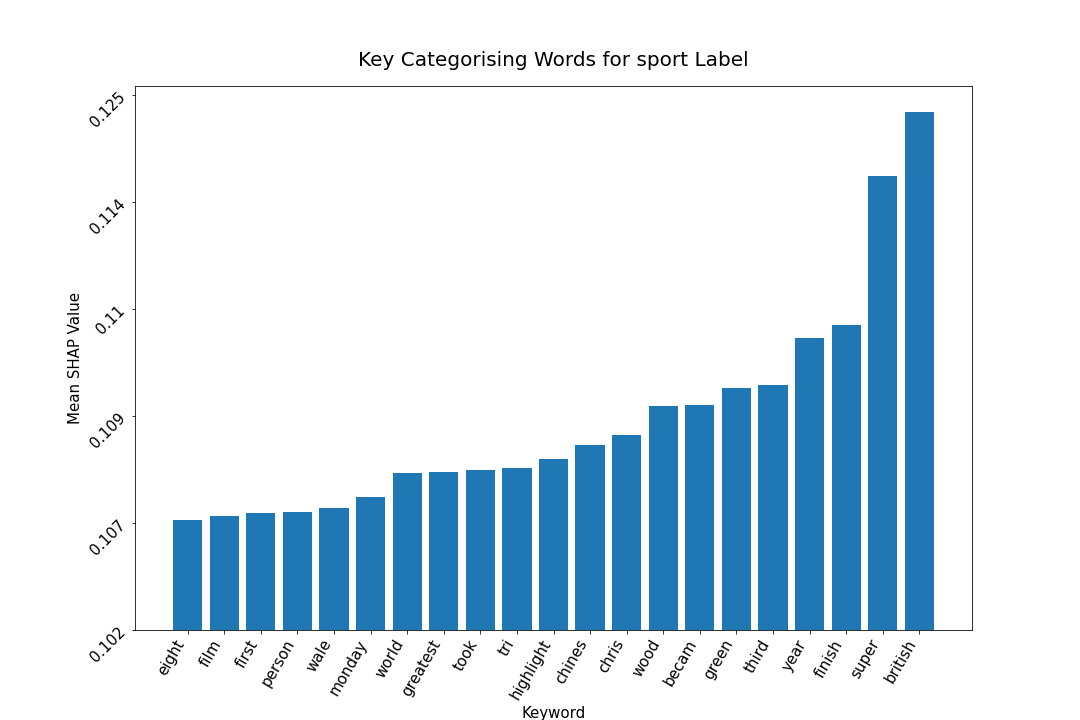 Key Categorising Words for sport Label
0.125
0.114
0.11
0.109
0.107
0.102
Mean SHAP Value
eight
film
first
person
wale
monday
world
greatest
took
tri
highlight
chines
chris
wood
becam
green
third
year
finish
super
british
Keyword